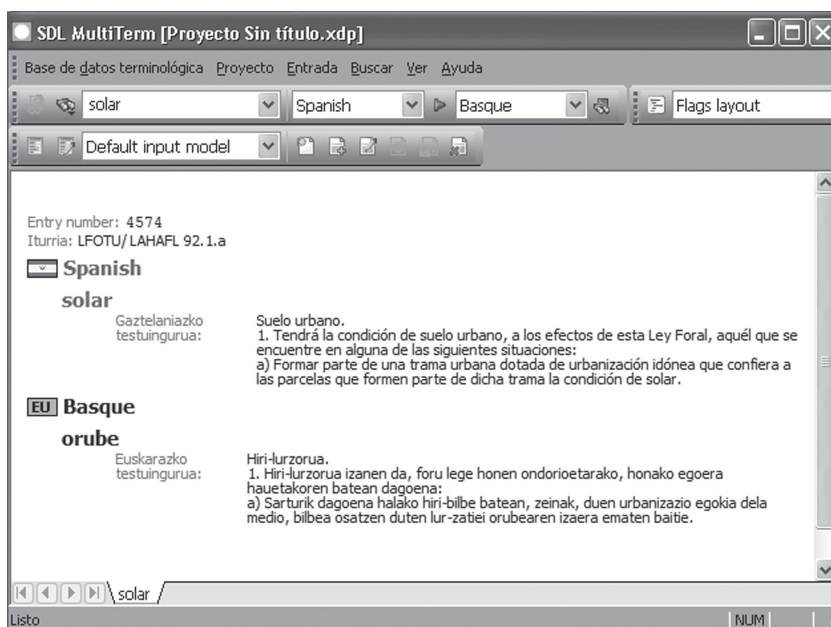 SDL MultiTerm [Proyecto Sin título.xdp]
Base de datos terminológica Proyecto Entrada Buscar Ver Ayuda
solar Spanish Basque Flags layout
Default input model
Entry number: 4574
Iturria: LFOTU/LAHAFL 92.1.a
Spanish
solar
Gaztelaniazko testuingurua:
Suelo urbano.
1. Tendrá la condición de suelo urbano, a los efectos de esta Ley Foral, aquél que se
encuentre en alguna de las siguientes situaciones:
a) Formar parte de una trama urbana dotada de urbanización idónea que confiera a
las parcelas que formen parte de dicha trama la condición de solar.
EU Basque
orube
Euskarazko testuingurua:
Hiri-lurzorua.
1. Hiri-lurzorua izanen da, foru lege honen ondorioetarako, honako egoera
hauetakoren batean dagoena:
a) Sarturik dagoena halako hiri-bilbe batean, zeinak, duen urbanizazio egokia dela
medio, bilbea osatzen duten lur-zatiei orubearen izaera ematen baitie.
solar
Listo NUM